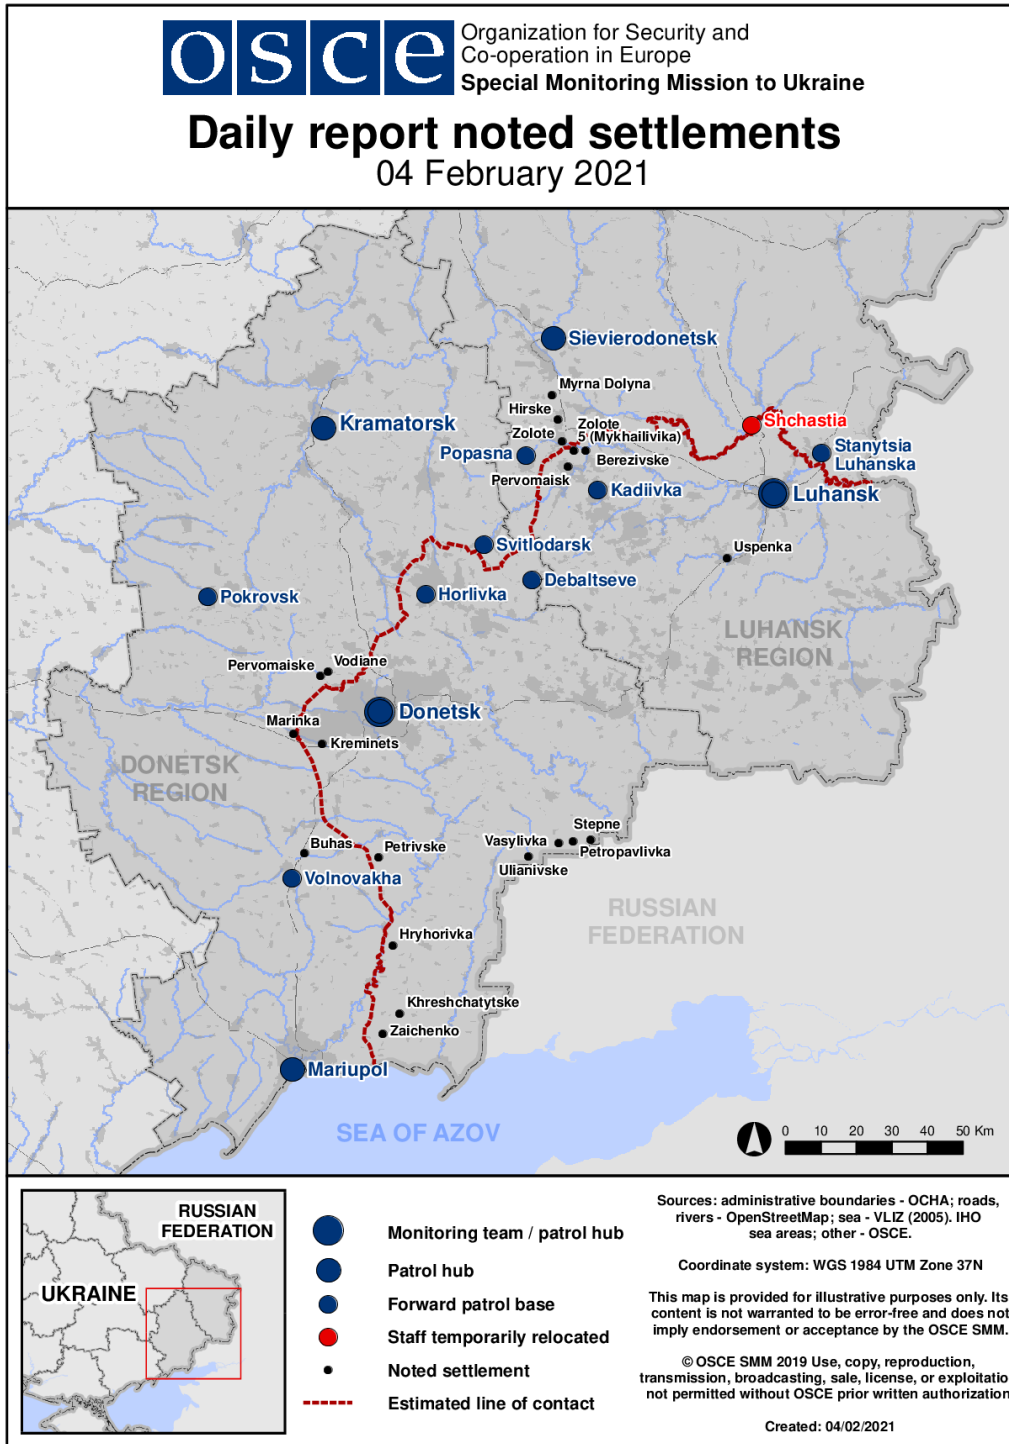 osce
Organization for Security and
Co-operation in Europe
Special Monitoring Mission to Ukraine
Daily report noted settlements
04 February 2021
Sievierodonetsk
Myrna Dolyna
Hirske
Kramatorsk
Zolote
Zolote
5 (Mykhailivika)
Shchastia
Popasna
Berezivske
Stanytsia
Luhanska
Pervomaisk
Kadiivka
Luhansk
Svitlodarsk
Uspenka
Debaltseve
Pokrovsk
Horlivka
LUHANSK
REGION
Pervomaiske
Vodiane
Donetsk
Marinka
Kreminets
DONETSK
REGION
Stepne
Buhas
Petrivske
Vasylivka
Petropavlivka
Ulianivske
Volnovakha
RUSSIAN
FEDERATION
Hryhorivka
Khreshchatytske
Zaichenko
Mariupol
SEA OF AZOV
0 10 20 30 40 50 Km
RUSSIAN
FEDERATION
UKRAINE
Monitoring team / patrol hub
Patrol hub
Forward patrol base
Staff temporarily relocated
Noted settlement
Estimated line of contact
Sources: administrative boundaries - OCHA; roads,
rivers - OpenStreetMap; sea - VLIZ (2005). IHO
sea areas; other - OSCE.
Coordinate system: WGS 1984 UTM Zone 37N
This map is provided for illustrative purposes only. Its
content is not warranted to be error-free and does not
imply endorsement or acceptance by the OSCE SMM.
© OSCE SMM 2019 Use, copy, reproduction,
transmission, broadcasting, sale, license, or exploitatio
not permitted without OSCE prior written authorization
Created: 04/02/2021